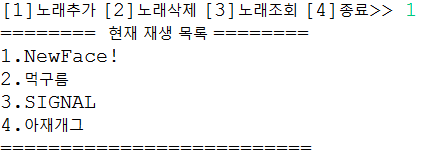 [1]노래추가 [2]노래삭제 [3]노래조회 [4]종료>> 1
======== 현재 재생 목록 ========
1.NewFace!
2.먹구름
3.SIGNAL
4.아재개그
==========================